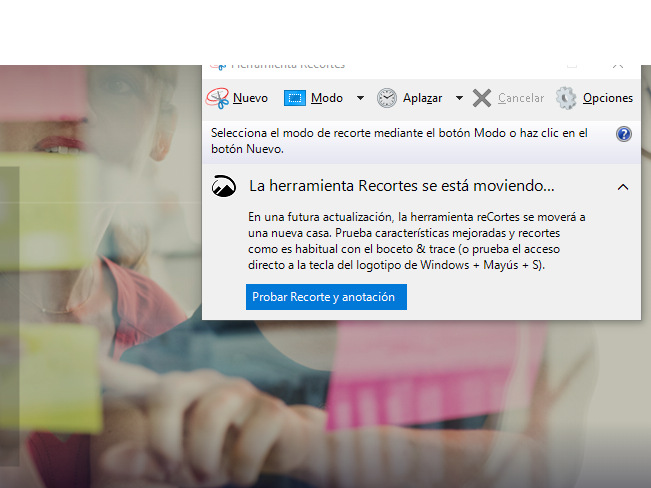 Herramienta Recortes
Nuevo Modo Aplazar Cancelar Opciones
Selecciona el modo de recorte mediante el botón Modo o haz clic en el
botón Nuevo.
La herramienta Recortes se está moviendo...
En una futura actualización, la herramienta reCortes se moverá a
una nueva casa. Prueba características mejoradas y recortes
como es habitual con el boceto & trace (o prueba el acceso
directo a la tecla del logotipo de Windows + Mayús + S).
Probar Recorte y anotación